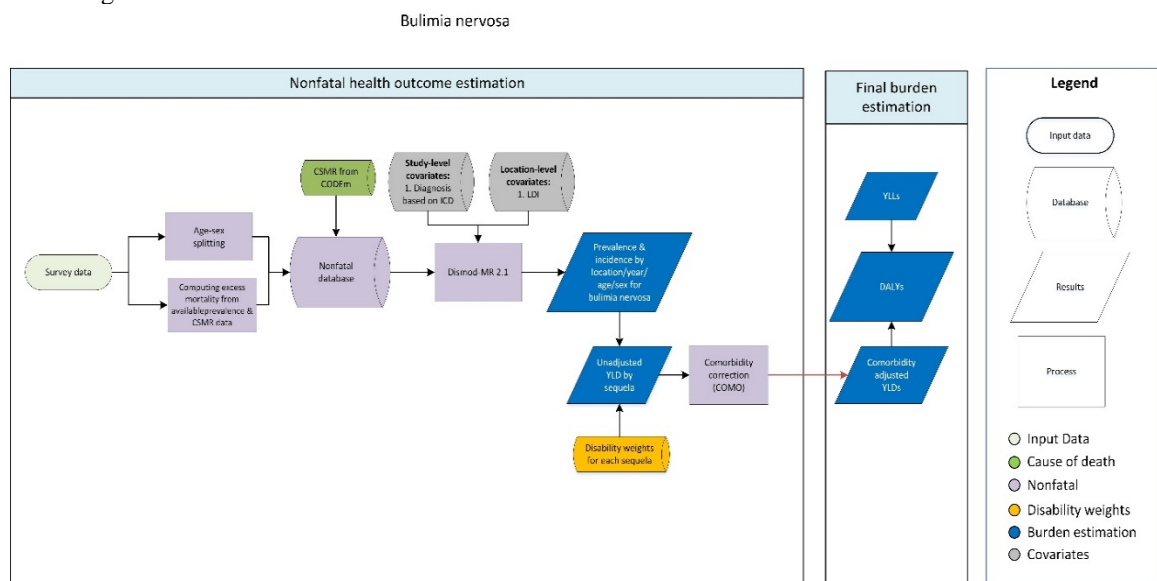 Bulimia nervosa
Nonfatal health outcome estimation
Survey data
Age-sex
splitting
Computing excess
mortality from
availableprevalence &
CSMR data
CSMR from
CODEm
Nonfatal
database
Study-level
covariates:
1. Diagnosis
based on ICD
Location-level
covariates:
1. LDI
Dismod-MR 2.1
Prevalence &
incidence by
location/year/
age/sex for
bulimia nervosa
Unadjusted
YLD by
sequela
Disability weights
for each sequela
Comorbidity
correction
(COMO)
Final burden
estimation
YLLs
DALYs
Comorbidity
adjusted
YLDs
Legend
Input data
Database
Results
Process
Input Data
Cause of death
Nonfatal
Disability weights
Burden estimation
Covariates